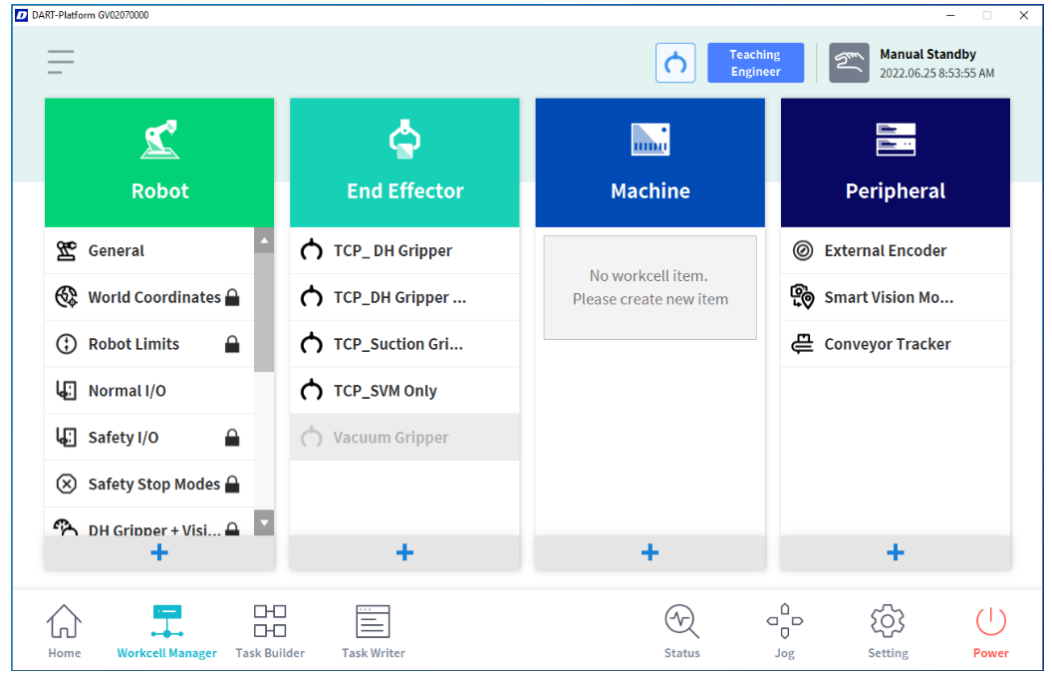 DART-Platform GV02070000
Teaching
Engineer
Manual Standby
2022.06.25 8:53:55 AM
Robot
End Effector
Machine
Peripheral
General
World Coordinates
Robot Limits
Normal I/O
Safety I/O
Safety Stop Modes
DH Gripper + Visi...
TCP_ DH Gripper
TCP_DH Gripper ...
TCP_Suction Gri...
TCP_SVM Only
Vacuum Gripper
No workcell item.
Please create new item
External Encoder
Smart Vision Mo...
Conveyor Tracker
+ + + +
Home
Workcell Manager
Task Builder
Task Writer
Status
Jog
Setting
Power